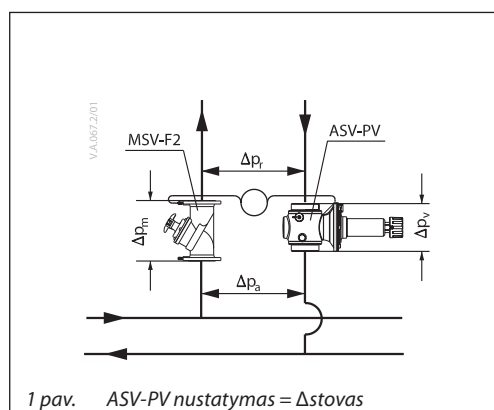 V.A.067.2/01
MSV-F2
ASV-PV
Δpᵣ
Δpₘ
Δpᵥ
Δpₐ
1 pav. ASV-PV nustatymas = Δstovas